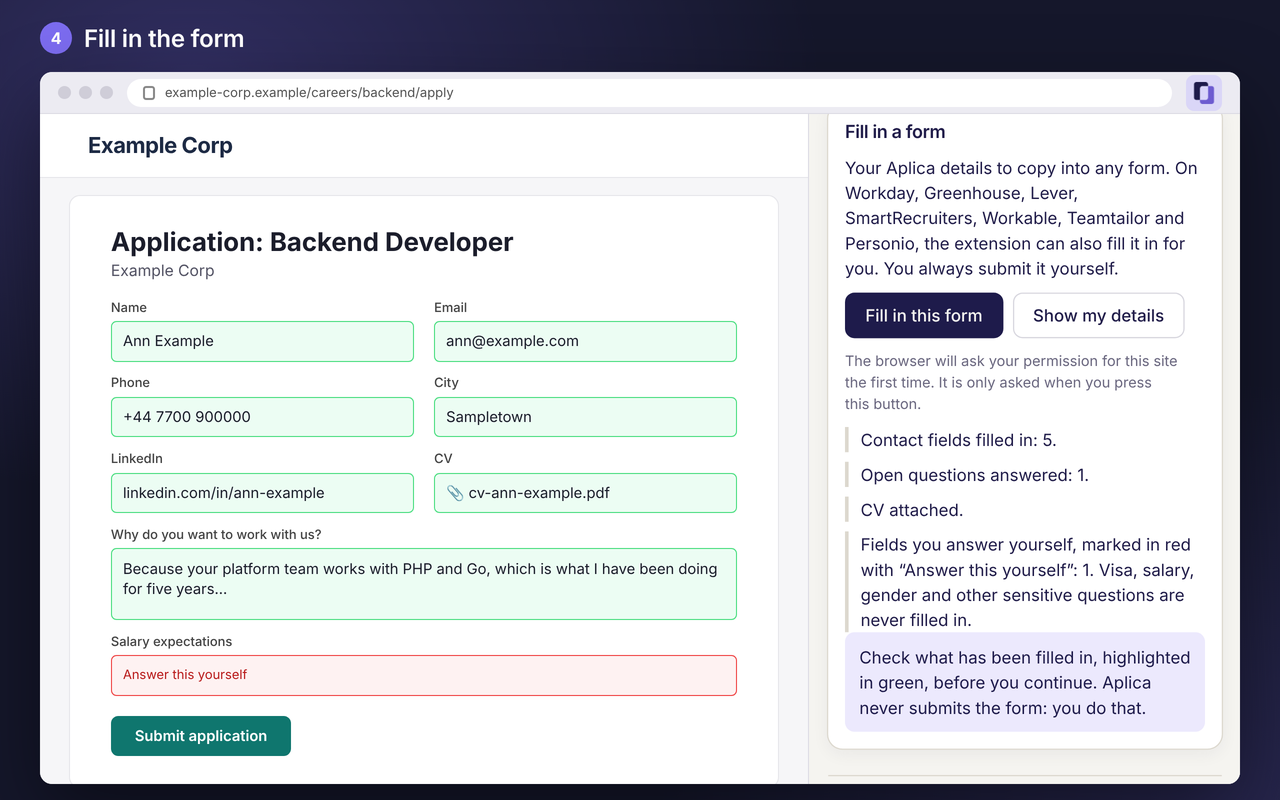 4
Fill in the form
example-corp.example/careers/backend/apply
Example Corp
Application: Backend Developer
Example Corp
Name
Email
Ann Example
ann@example.com
Phone
City
+44 7700 900000
Sampletown
LinkedIn
CV
linkedin.com/in/ann-example
📎 cv-ann-example.pdf
Why do you want to work with us?
Because your platform team works with PHP and Go, which is what I have been doing
for five years…
Salary expectations
Answer this yourself
Submit application
Fill in a form
Your Aplica details to copy into any form. On
Workday, Greenhouse, Lever,
SmartRecruiters, Workable, Teamtailor and
Personio, the extension can also fill it in for
you. You always submit it yourself.
Fill in this form
Show my details
The browser will ask your permission for this site
the first time. It is only asked when you press
this button.
Contact fields filled in: 5.
Open questions answered: 1.
CV attached.
Fields you answer yourself, marked in red
with “Answer this yourself”: 1. Visa, salary,
gender and other sensitive questions are
never filled in.
Check what has been filled in, highlighted
in green, before you continue. Aplica
never submits the form: you do that.